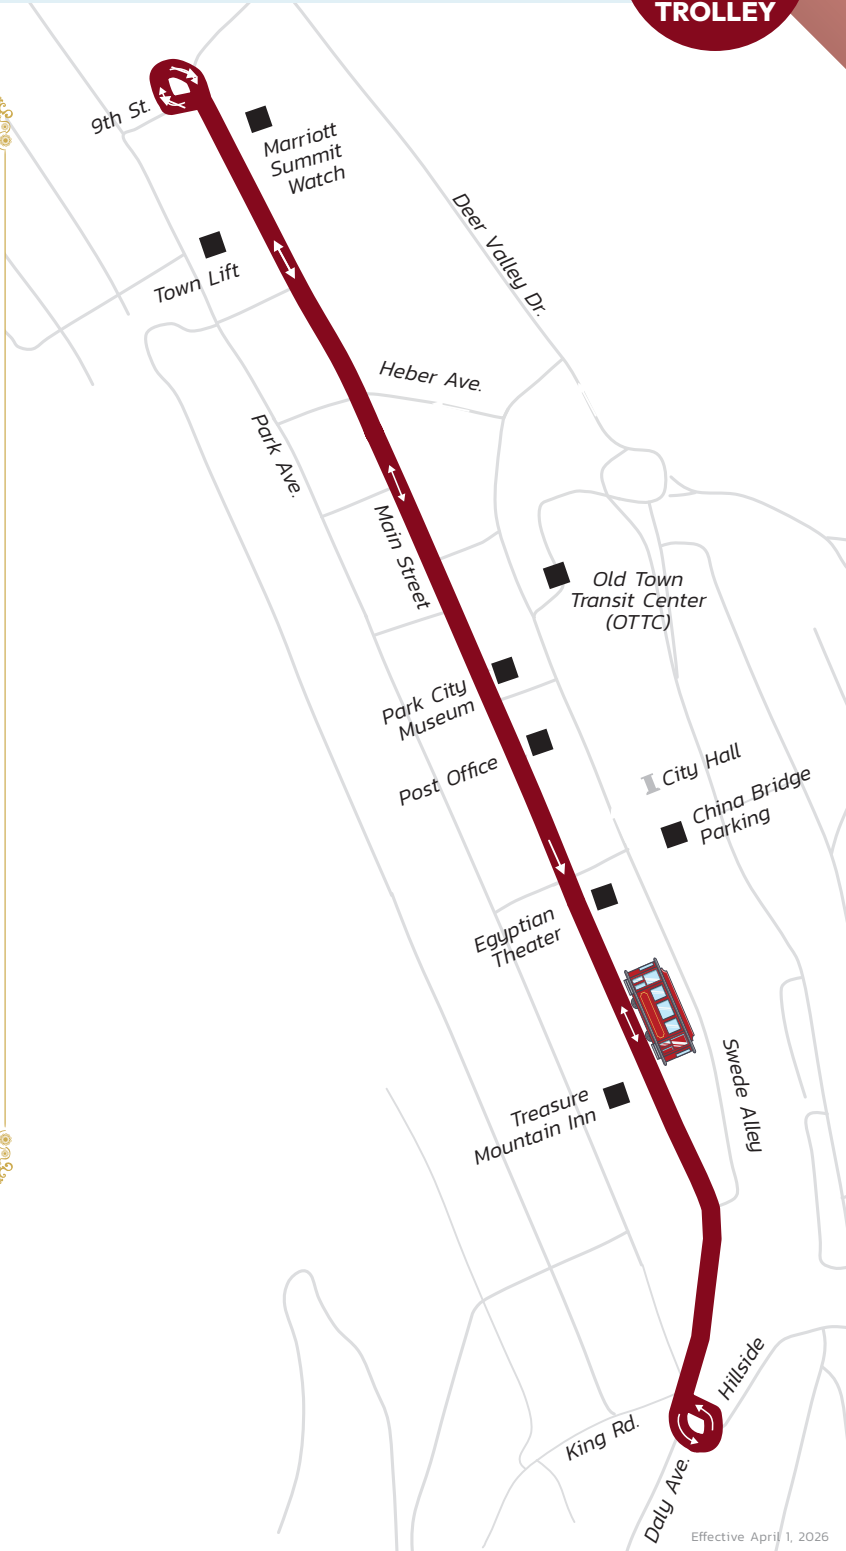 TROLLEY
9th St.
Marriott
Summit
Watch
Deer Valley Dr.
Town Lift
Heber Ave.
Park Ave.
Main Street
Old Town
Transit Center
(OTTC)
Park City
Museum
Post Office
City Hall
China Bridge
Parking
Egyptian
Theater
Swede Alley
Treasure
Mountain Inn
Hillside
King Rd.
Daly Ave.
Effective April 1, 2026